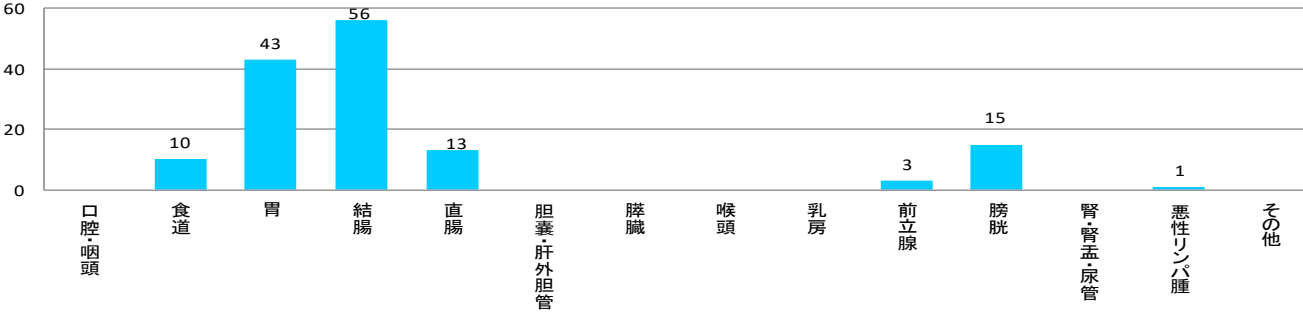 60
40
20
0
10
43
56
13
3
15
1
口腔・咽頭
食道
胃
結腸
直腸
胆嚢・肝外胆管
膵臓
喉頭
乳房
前立腺
膀胱
腎・腎盂・尿管
悪性リンパ腫
その他